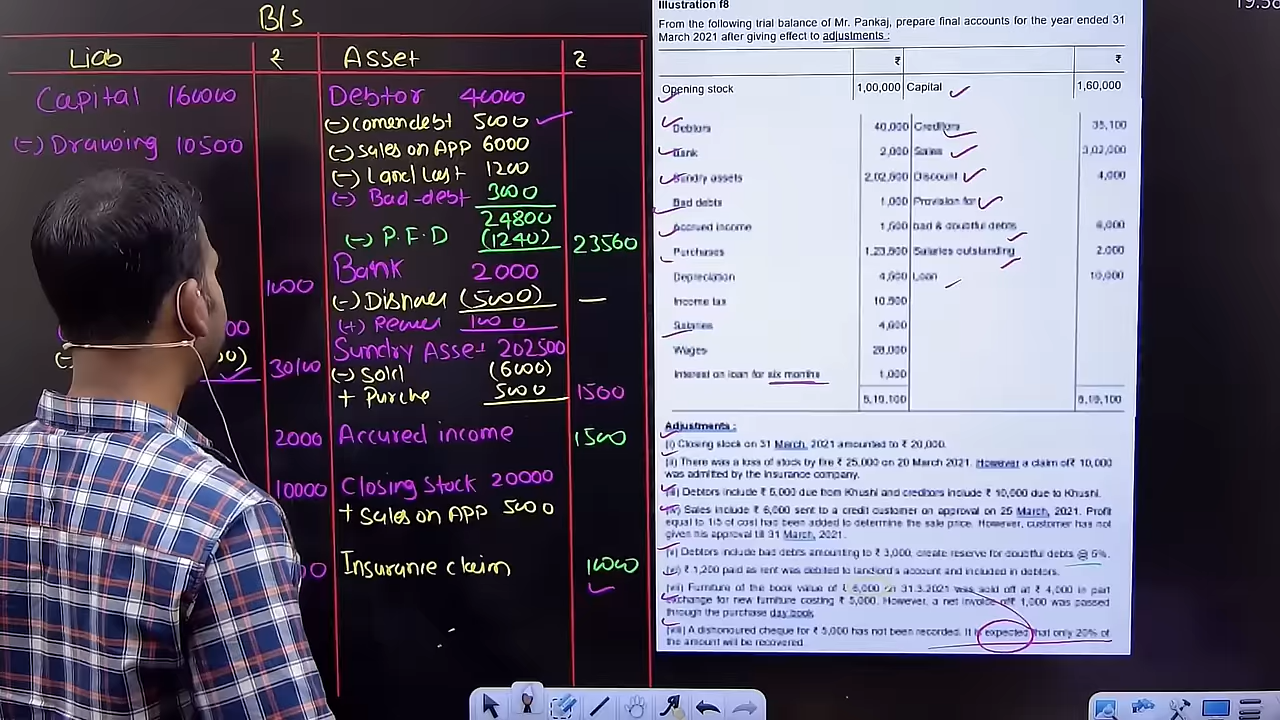 B/S
Liab ₹ Asset ₹
Capital 160000
(-) Drawing 10500
1000
30100
2000
10000
Debtor 40000
(-) comendebt 5000
(-) Sales on APP 6000
(-) Land Last 1200
(-) Bad-debt 3000
24800
(-) P.F.D (1240) 23560
Bank 2000
(-) Dishner (5000) —
(+) 1000
Sundry Asset 202500
(-) Sold (6000)
+ Purche 5000 1500
Accured income 1500
Closing Stock 20000
+ Sales on APP 5000
Insurance claim 10000
Illustration f8
From the following trial balance of Mr. Pankaj, prepare final accounts for the year ended 31
March 2021 after giving effect to adjustments :
₹ ₹
Opening stock 1,00,000 Capital 1,60,000
Debtors 40,000 Creditors 35,100
Bank 2,000 Sales 3,02,000
Sundry assets 2,02,500 Discount 4,000
Bad debts 1,000 Provision for
Accrued income 1,500 bad & doubtful debts 6,000
Purchases 1,23,800 Salaries outstanding 2,000
Depreciation Loan 10,000
Income tax
Salaries
Wages
Interest on loan for six months 1,000
5,19,100 5,19,100
Adjustments :
(i) Closing stock on 31 March, 2021 amounted to ₹ 20,000.
(ii) There was a loss of stock by fire ₹ 25,000 on 20 March 2021. However a claim of ₹ 10,000
was admitted by the insurance company.
(iii) Debtors include ₹ 5,000 due from Khushi and creditors include ₹ 10,000 due to Khushi.
(iv) Sales include ₹ 6,000 sent to a credit customer on approval on 25 March, 2021. Profit
equal to 1/5 of cost has been added to determine the sale price. However, customer has not
given his approval till 31 March, 2021.
(v) Debtors include bad debts amounting to ₹ 3,000, create reserve for doubtful debts @ 5%.
(vi) ₹ 1,200 paid as rent was debited to landlord's account and included in debtors.
(vii) Furniture of the book value of ₹ 6,000 on 31.3.2021 was sold off at ₹ 4,000 in part
exchange for new furniture costing ₹ 5,000. However, a net invoice of ₹ 1,000 was passed
through the purchase day book
(viii) A dishonoured cheque for ₹ 5,000 has not been recorded. It is expected that only 20% of
the amount will be recovered.